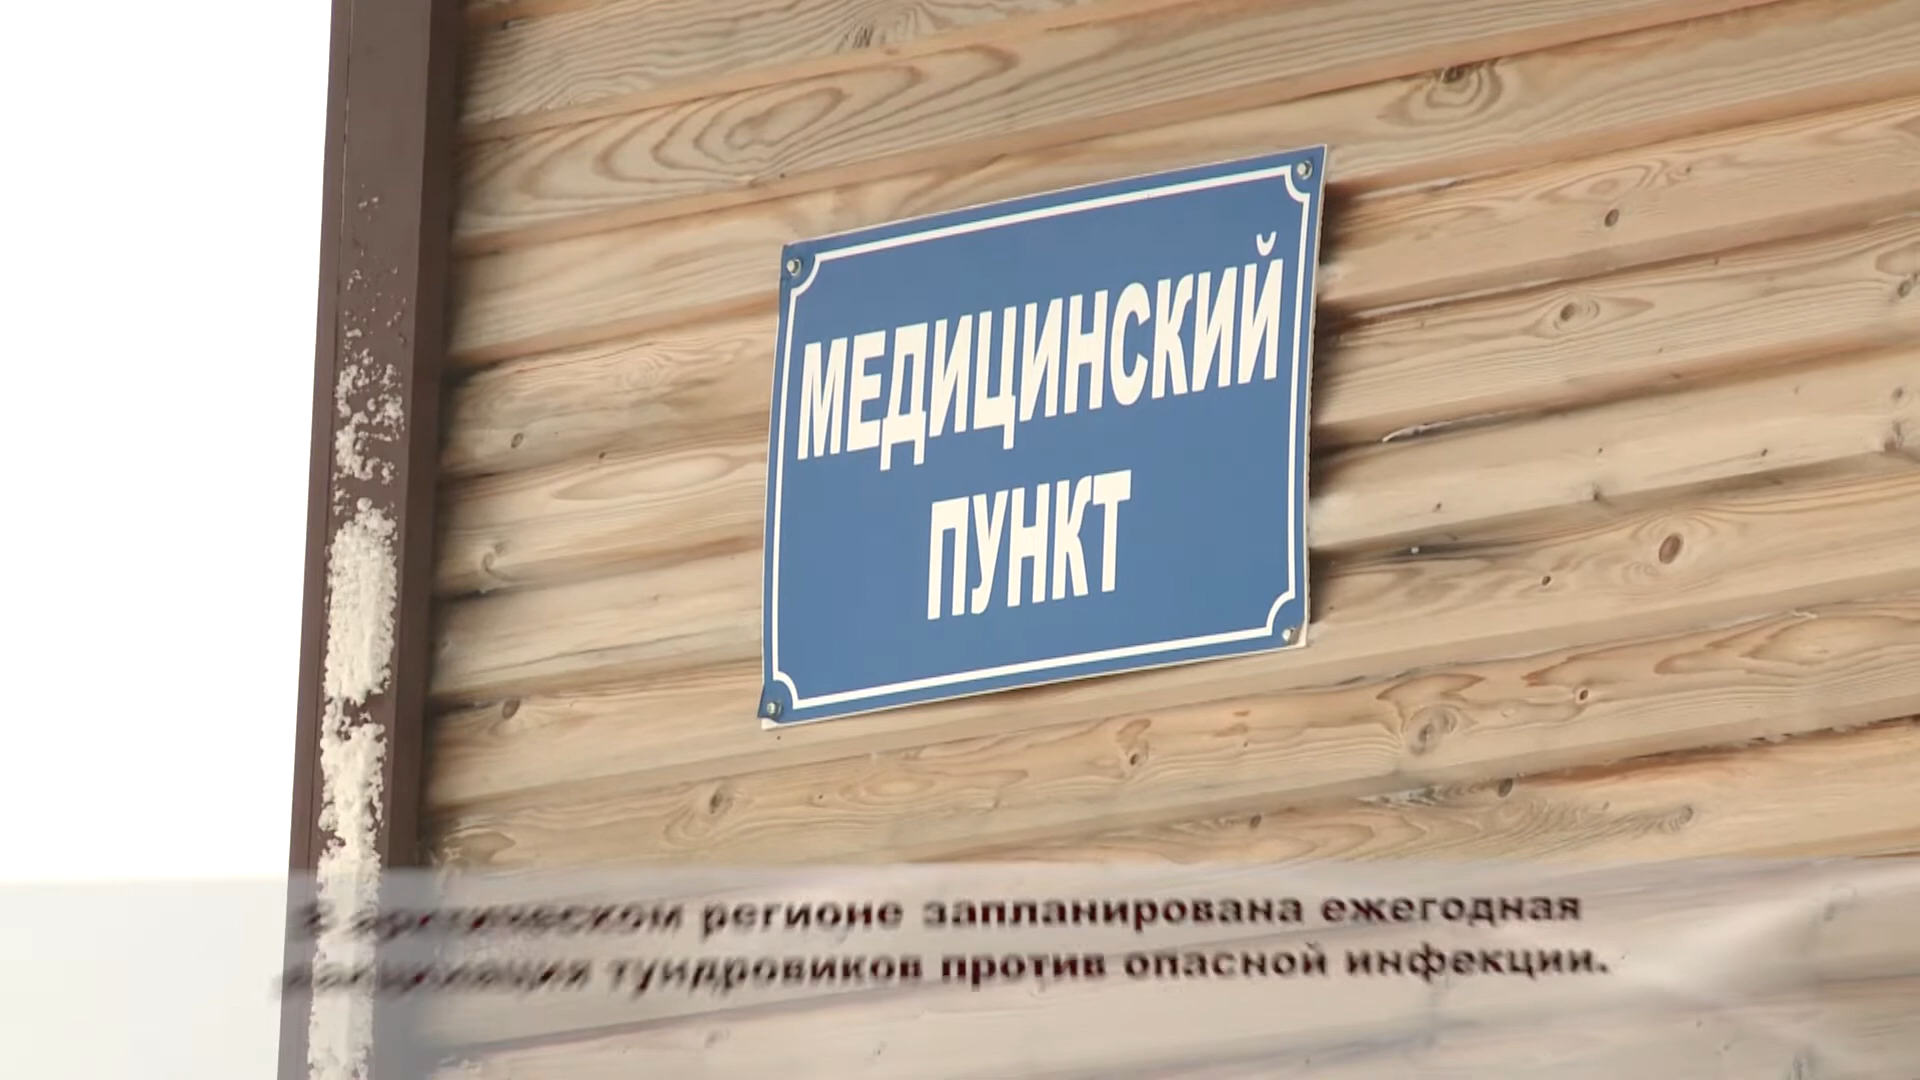 МЕДИЦИНСКИЙ
ПУНКТ
В арктическом регионе запланирована ежегодная
вакцинация тундровиков против опасной инфекции.